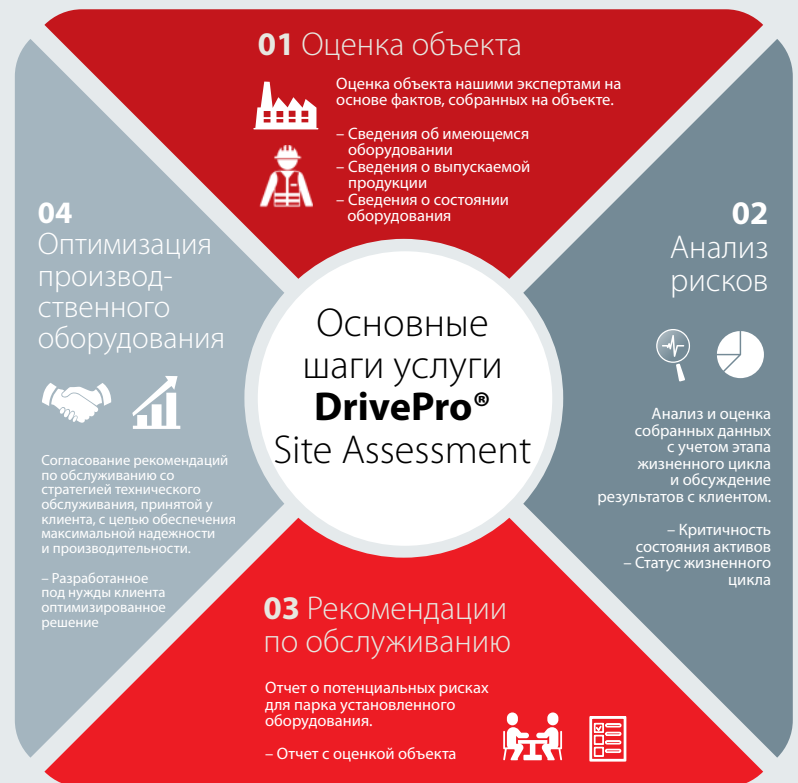 01 Оценка объекта
Оценка объекта нашими экспертами на
основе фактов, собранных на объекте.
– Сведения об имеющемся
оборудовании
– Сведения о выпускаемой
продукции
– Сведения о состоянии
оборудования
02
Анализ
рисков
Анализ и оценка
собранных данных
с учетом этапа
жизненного цикла
и обсуждение
результатов с клиентом.
– Критичность
состояния активов
– Статус жизненного
цикла
Основные
шаги услуги
DrivePro®
Site Assessment
03 Рекомендации
по обслуживанию
Отчет о потенциальных рисках
для парка установленного
оборудования.
– Отчет с оценкой объекта
04
Оптимизация
производ-
ственного
оборудования
Согласование рекомендаций
по обслуживанию со
стратегией технического
обслуживания, принятой у
клиента, с целью обеспечения
максимальной надежности
и производительности.
– Разработанное
под нужды клиента
оптимизированное
решение